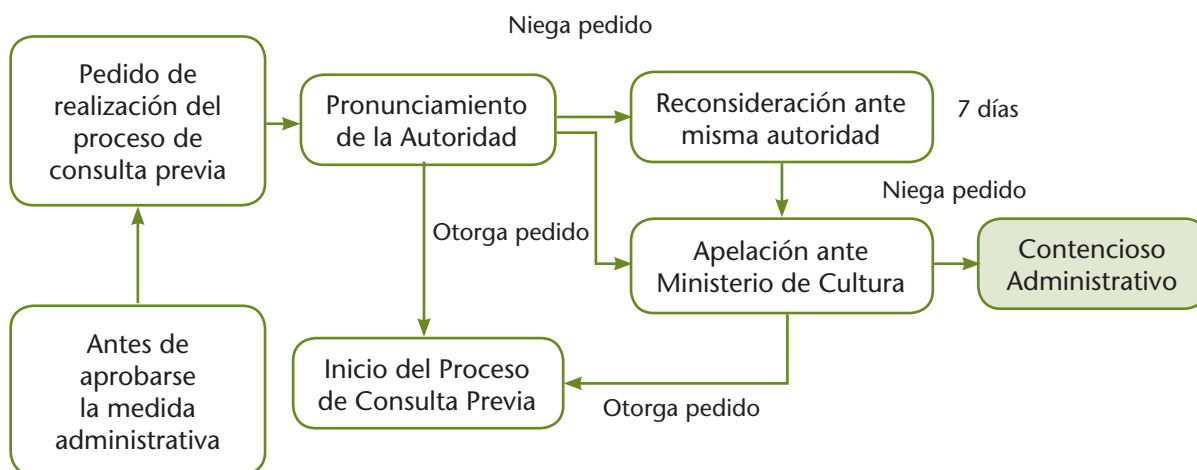 Niega pedido
Pedido de
realización del
proceso de
consulta previa
Pronunciamiento
de la Autoridad
Reconsideración ante
misma autoridad
7 días
Niega pedido
Otorga pedido
Apelación ante
Ministerio de Cultura
Contencioso
Administrativo
Antes de
aprobarse
la medida
administrativa
Inicio del Proceso
de Consulta Previa
Otorga pedido